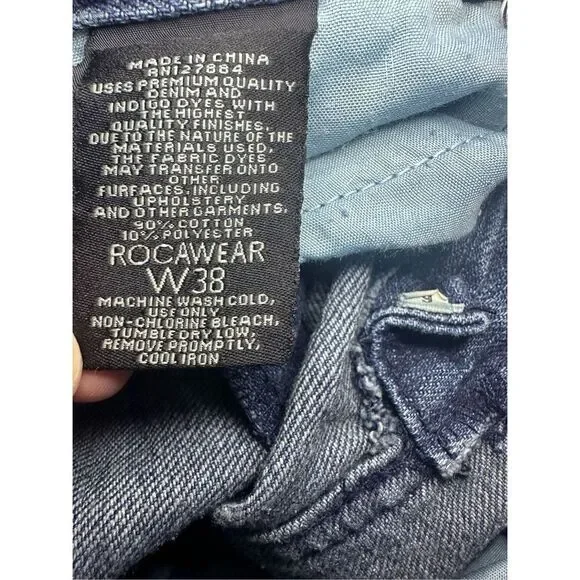 MADE IN CHINA
RN127884
USES PREMIUM QUALITY
DENIM AND
INDIGO DYES WITH
THE HIGHEST
QUALITY FINISHES,
DUE TO THE NATURE OF THE
MATERIALS USED,
THE FABRIC DYES
MAY TRANSFER ONTO
OTHER
FURFACES, INCLUDING
UPHOLSTERY
AND OTHER GARMENTS.
90% COTTON
10% POLYESTER
ROCAWEAR
W38
MACHINE WASH COLD,
USE ONLY
NON-CHLORINE BLEACH,
TUMBLE DRY LOW,
REMOVE PROMPTLY,
COOL IRON